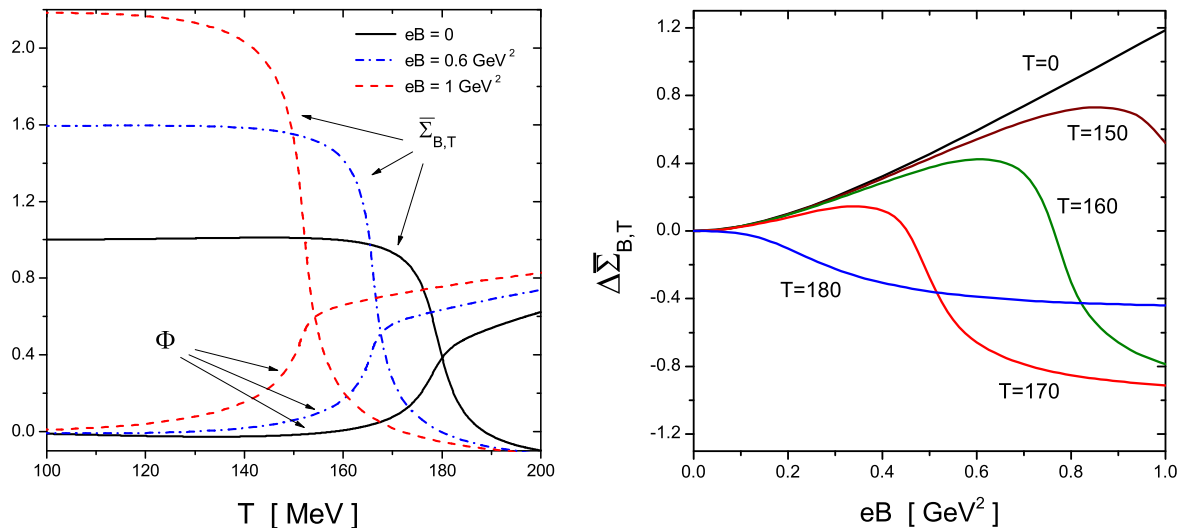 eB = 0
eB = 0.6 GeV²
eB = 1 GeV²
2.0
1.6
1.2
0.8
0.4
0.0
Σ̅_B,T
Φ
100
120
140
160
180
200
T [ MeV ]
1.2
0.8
0.4
0.0
-0.4
-0.8
-1.2
ΔΣ̅_B,T
T=0
T=150
T=160
T=180
T=170
0.0
0.2
0.4
0.6
0.8
1.0
eB [ GeV² ]